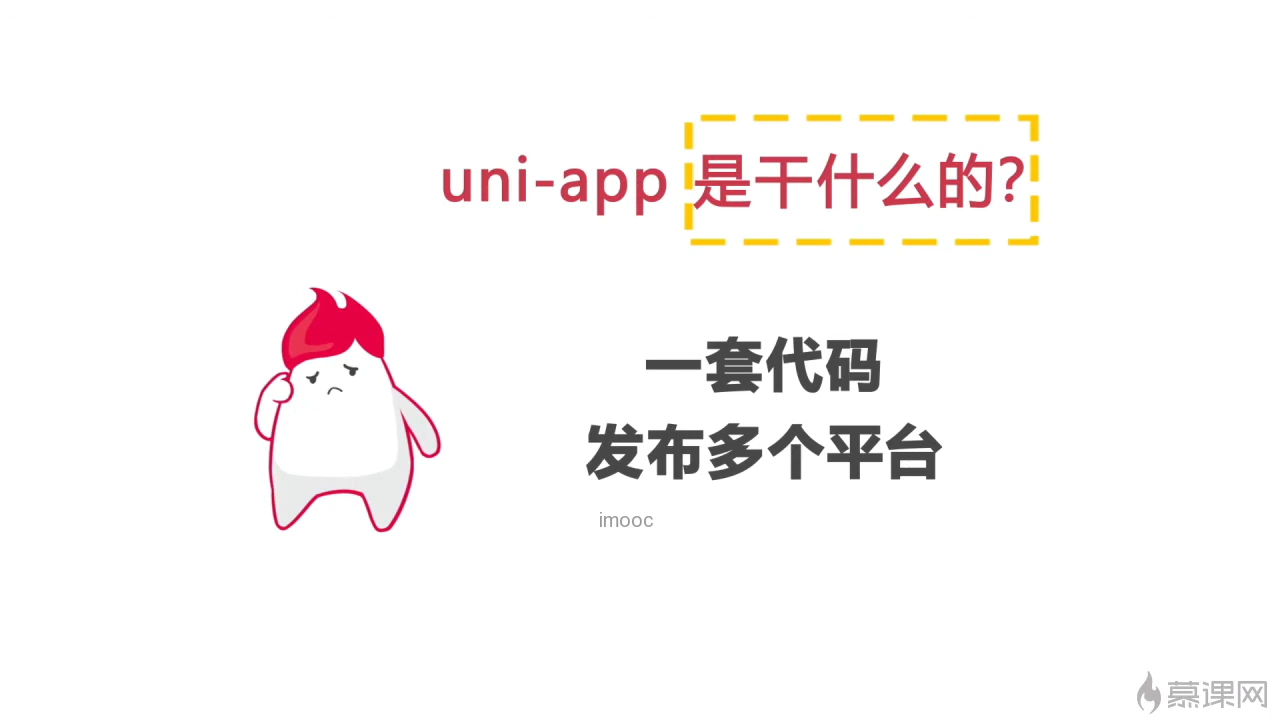 uni-app 是干什么的?
一套代码
发布多个平台
imooc
慕课网